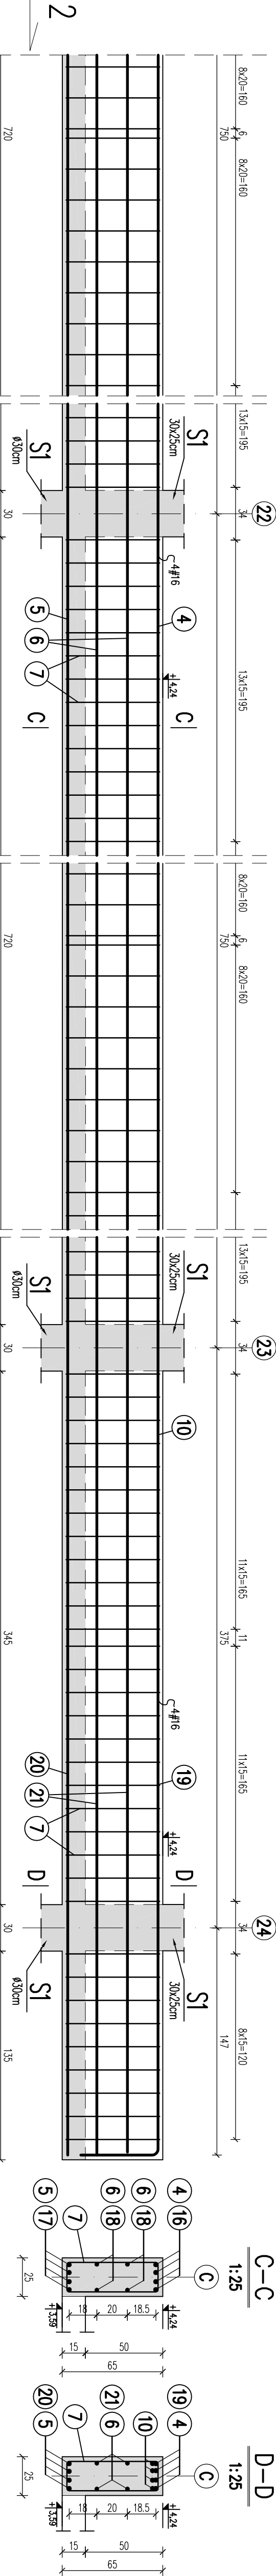 2
8x20=160
6
8x20=160
750
720
22
13x15=195
34
13x15=195
S1
30x25cm
S1
ø30cm
30
4#16
4
5
6
7
+4,24
C
C
8x20=160
6
8x20=160
750
720
23
13x15=195
34
11x15=165
11
11x15=165
375
S1
30x25cm
S1
ø30cm
30
345
10
4#16
19
20
21
7
+4,24
D
D
24
34
8x15=120
147
S1
30x25cm
S1
ø30cm
30
135
C-C
1:25
C
4 16
6 18
6 18
7
5 17
+4,24
+3,59
18.5
20
18
50
15
65
25
D-D
1:25
C
19 4
10
21 6
7
20 5
+4,24
+3,59
18.5
20
18
50
15
65
25